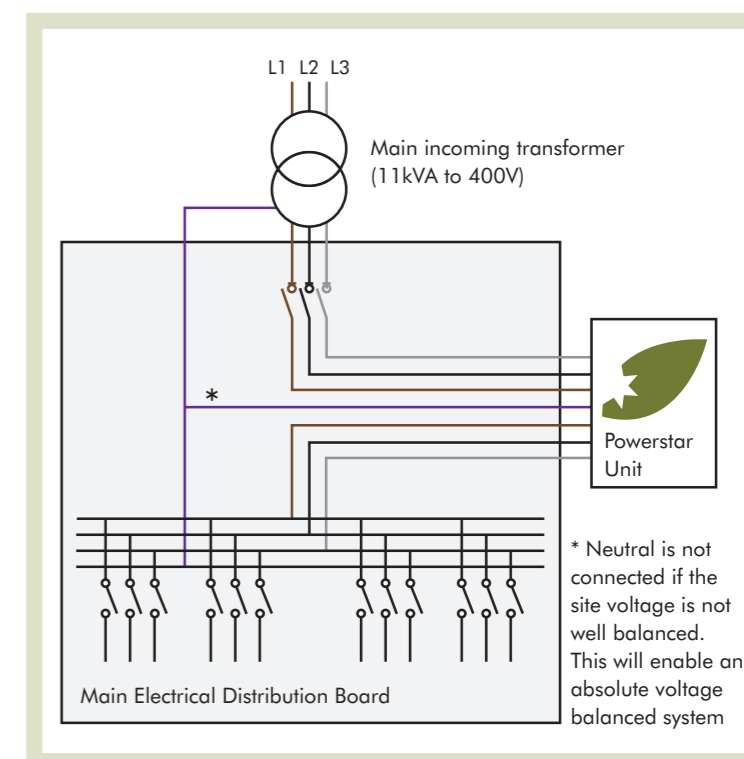 L1 L2 L3
Main incoming transformer
(11kVA to 400V)
*
Powerstar
Unit
* Neutral is not
connected if the
site voltage is not
well balanced.
This will enable an
absolute voltage
balanced system
Main Electrical Distribution Board